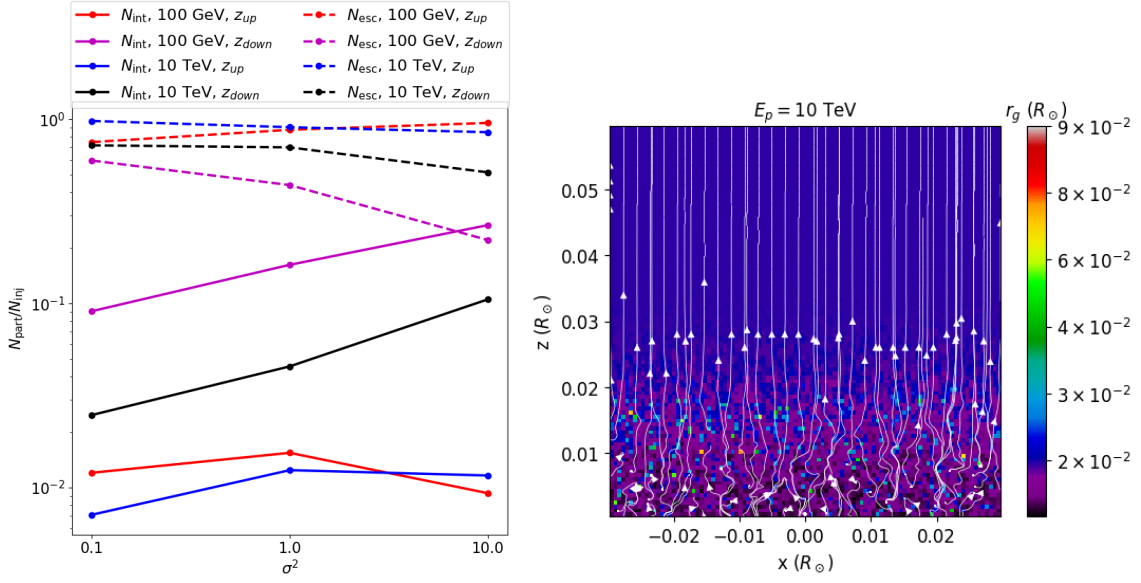 N_int, 100 GeV, z_up
N_int, 100 GeV, z_down
N_int, 10 TeV, z_up
N_int, 10 TeV, z_down
N_esc, 100 GeV, z_up
N_esc, 100 GeV, z_down
N_esc, 10 TeV, z_up
N_esc, 10 TeV, z_down
10⁰
10⁻¹
10⁻²
N_part/N_inj
0.1 1.0 10.0
σ²
E_p = 10 TeV
r_g (R_⊙)
0.05
0.04
0.03
0.02
0.01
z (R_⊙)
−0.02 −0.01 0.00 0.01 0.02
x (R_⊙)
9 × 10⁻²
8 × 10⁻²
6 × 10⁻²
4 × 10⁻²
3 × 10⁻²
2 × 10⁻²